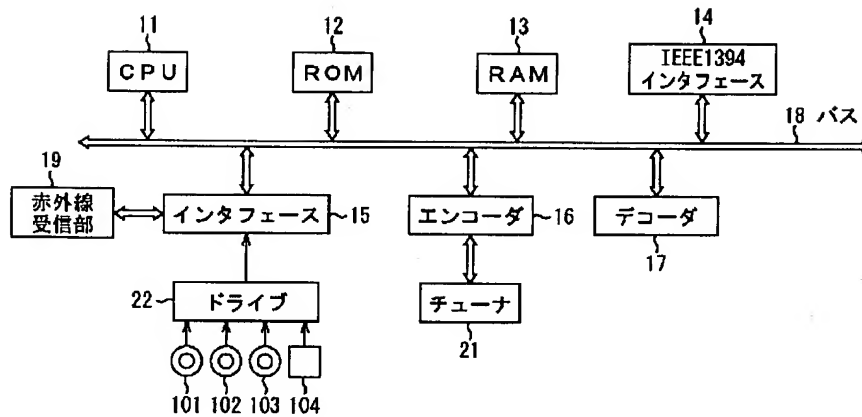 11
12
13
14
CPU
ROM
RAM
IEEE1394
インタフェース
18 バス
19
赤外線
受信部
インタフェース
15
エンコーダ
16
デコーダ
17
22
ドライブ
チューナ
21
101
102
103
104